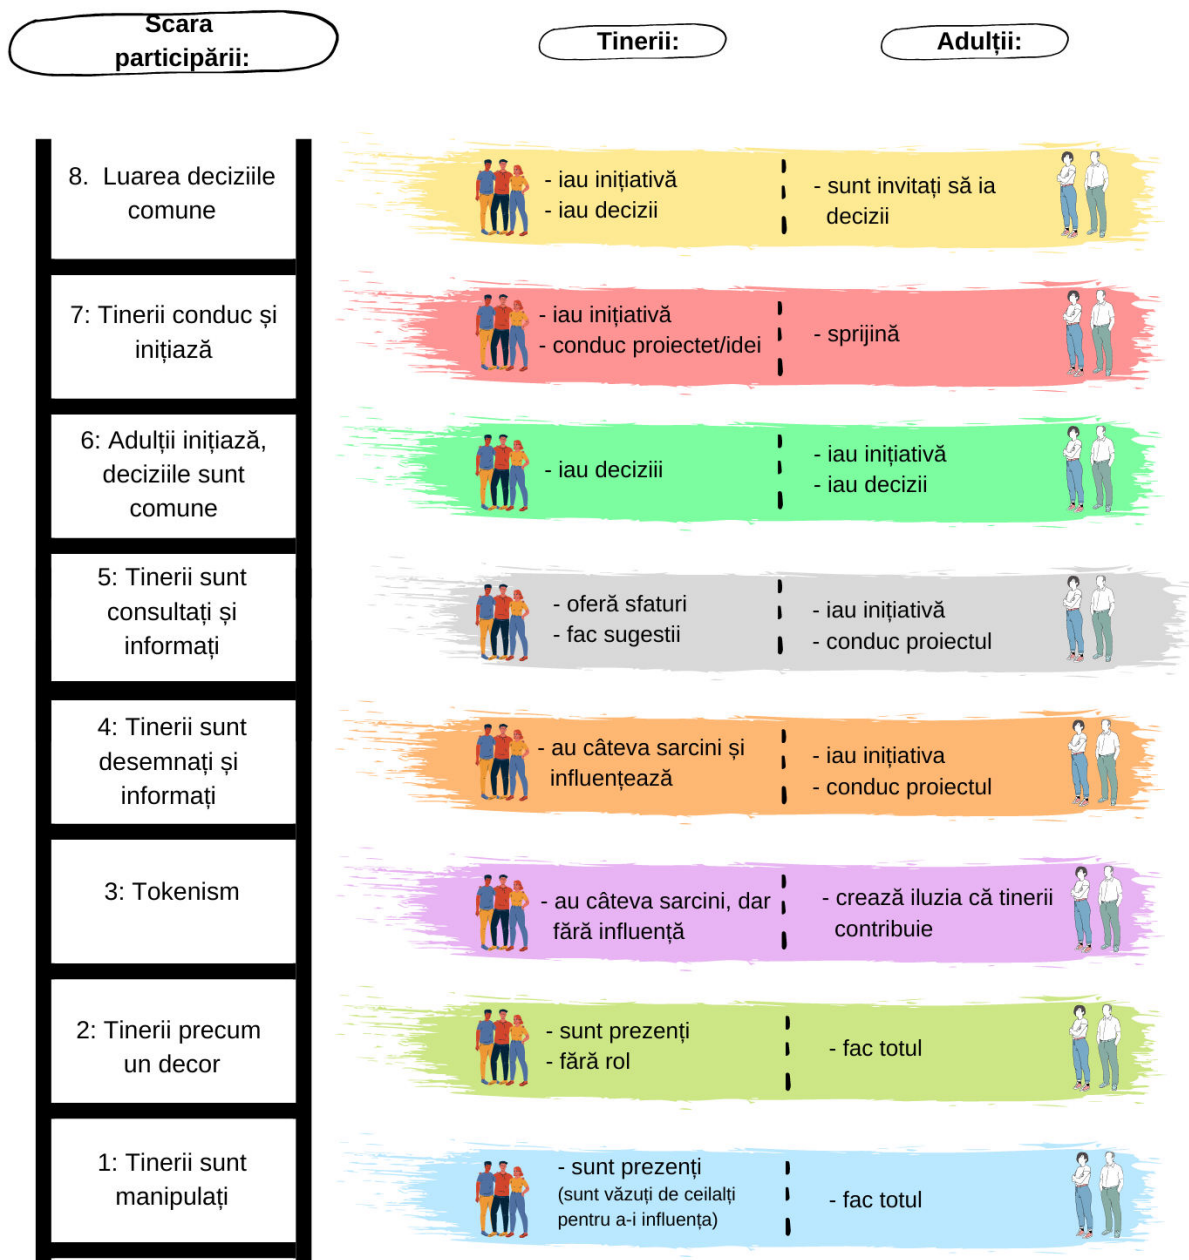 Scara
participării:
Tinerii:
Adulții:
8.  Luarea deciziile
comune
- iau inițiativă
- iau decizii
- sunt invitați să ia
decizii
7: Tinerii conduc și
inițiază
- iau inițiativă
- conduc proiectet/idei
- sprijină
6: Adulții inițiază,
deciziile sunt
comune
- iau deciziii
- iau inițiativă
- iau decizii
5: Tinerii sunt
consultați și
informați
- oferă sfaturi
- fac sugestii
- iau inițiativă
- conduc proiectul
4: Tinerii sunt
desemnați și
informați
- au câteva sarcini și
influențează
- iau inițiativa
- conduc proiectul
3: Tokenism
- au câteva sarcini, dar
fără influență
- crează iluzia că tinerii
contribuie
2: Tinerii precum
un decor
- sunt prezenți
- fără rol
- fac totul
1: Tinerii sunt
manipulați
- sunt prezenți
(sunt văzuți de ceilalți
pentru a-i influența)
- fac totul